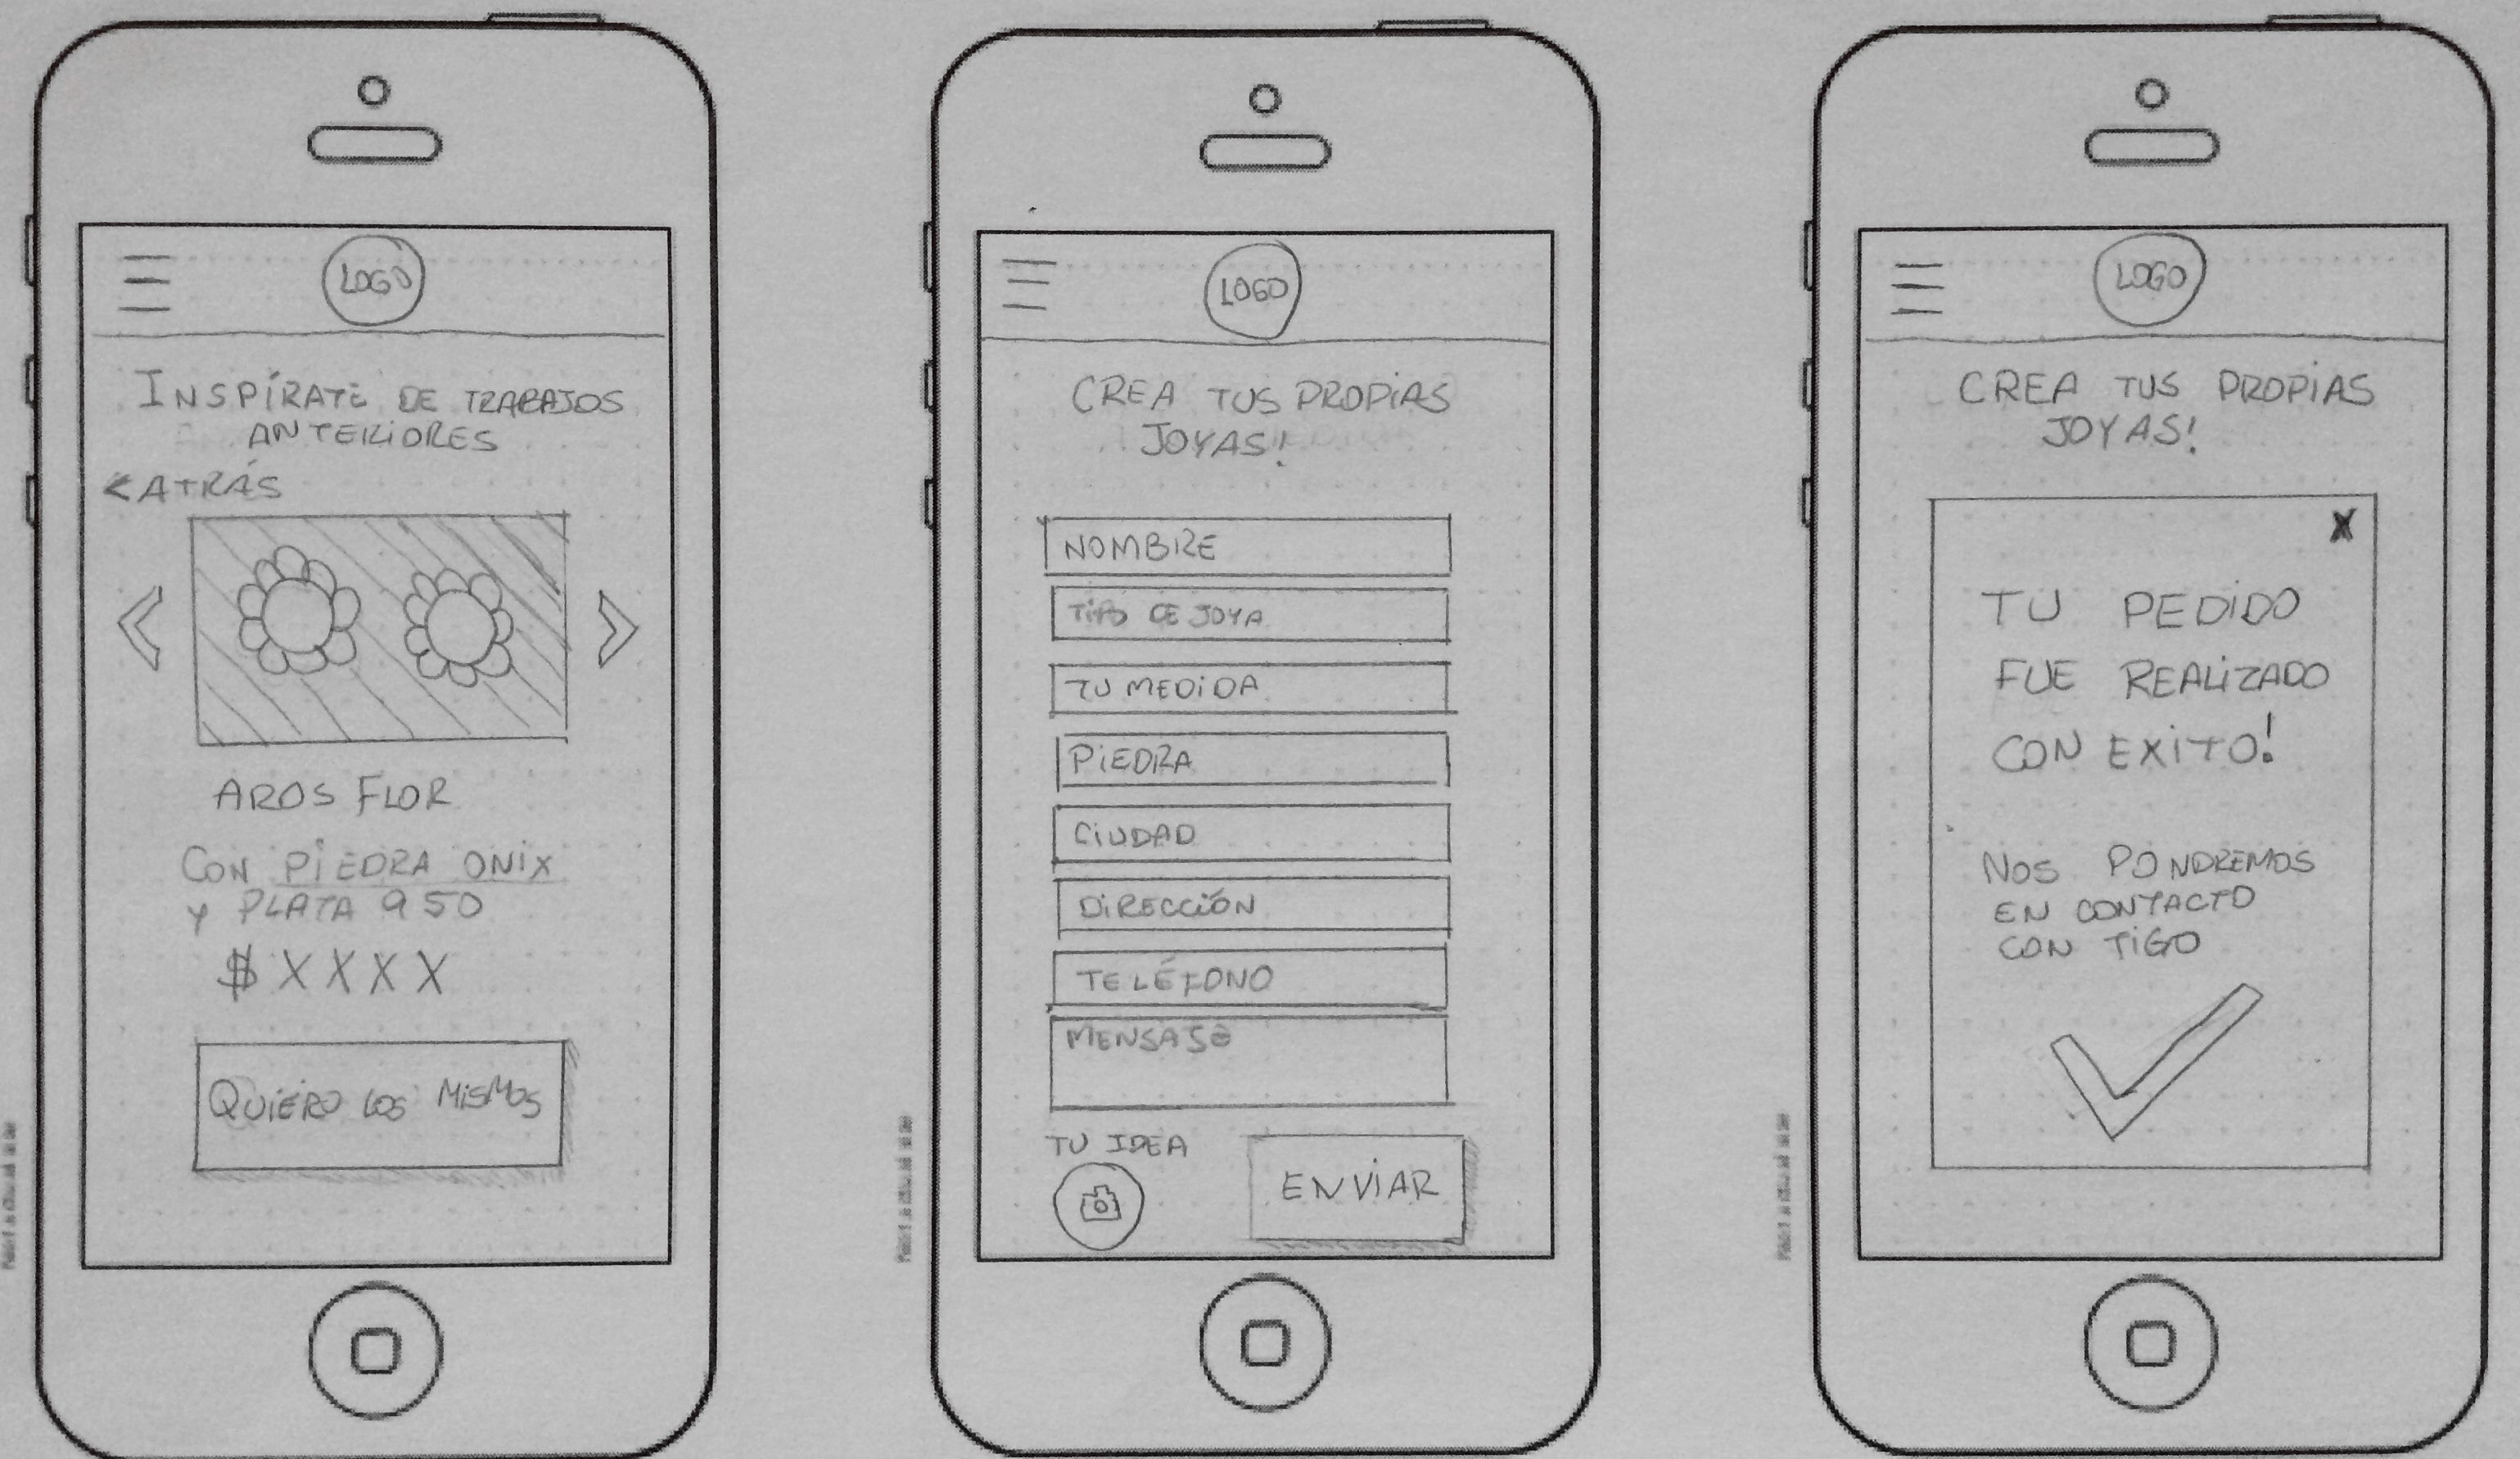 LOGO
INSPÍRATE DE TRABAJOS
ANTERIORES
<ATRÁS
AROS FLOR
CON PIEDRA ONIX
Y PLATA 950
$XXXX
QUIERO LOS MISMOS
LOGO
CREA TUS PROPIAS
JOYAS!
NOMBRE
TIPO DE JOYA
TU MEDIDA
PIEDRA
CIUDAD
DIRECCIÓN
TELÉFONO
MENSAJE
TU IDEA
ENVIAR
LOGO
CREA TUS PROPIAS
JOYAS!
X
TU PEDIDO
FUE REALIZADO
CON EXITO!
NOS PONDREMOS
EN CONTACTO
CON TIGO